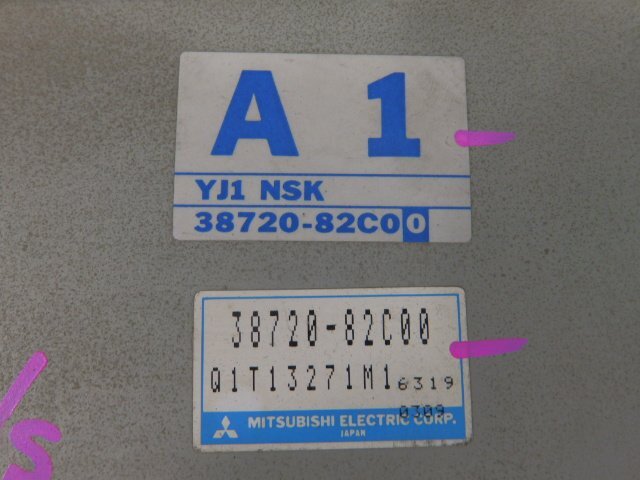 A 1
YJ1 NSK
38720-82C00
38720-82C00
Q1T13271M1 6319
0309
MITSUBISHI ELECTRIC CORP.
JAPAN
/S